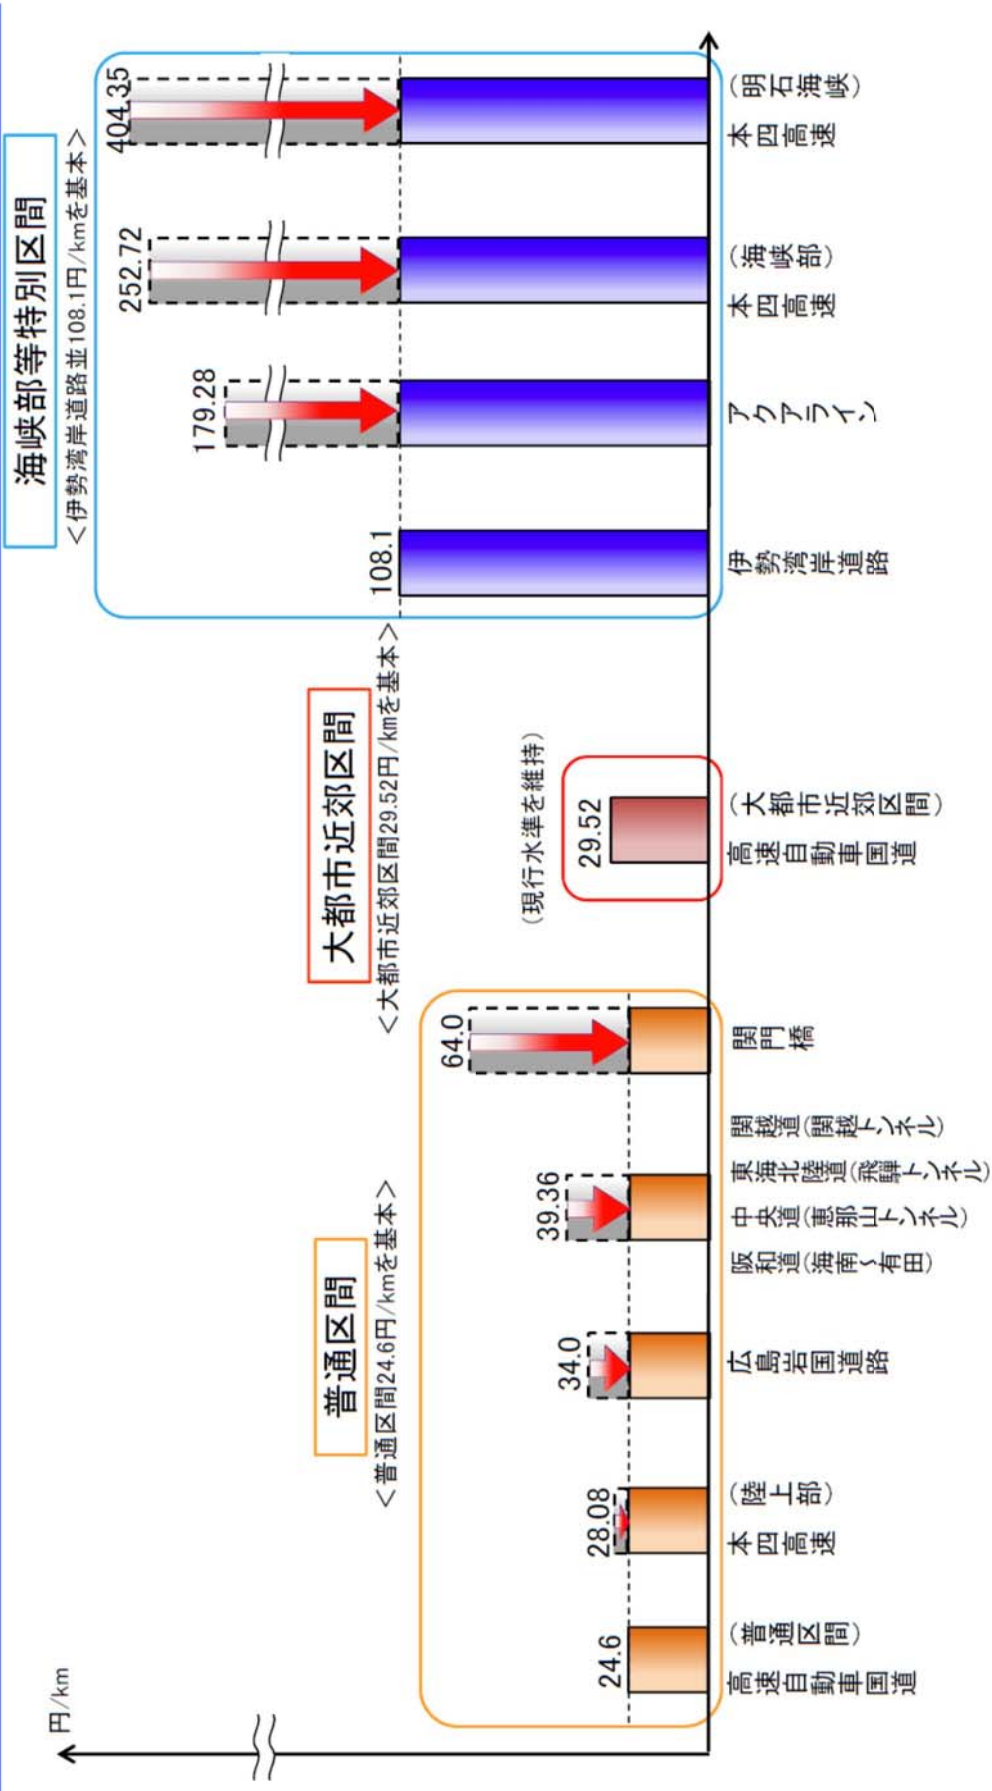 円/km
普通区間
＜普通区間24.6円/kmを基本＞
24.6
28.08
34.0
39.36
64.0
高速自動車国道
（普通区間）
本四高速
（陸上部）
広島岩国道路
阪和道（海南～有田）
中央道（恵那山トンネル）
東海北陸道（飛騨トンネル）
関越道（関越トンネル）
関門橋
大都市近郊区間
＜大都市近郊区間29.52円/kmを基本＞
（現行水準を維持）
29.52
高速自動車国道
（大都市近郊区間）
海峡部等特別区間
＜伊勢湾岸道路並108.1円/kmを基本＞
108.1
179.28
252.72
404.35
伊勢湾岸道路
アクアライン
本四高速
（海峡部）
本四高速
（明石海峡）